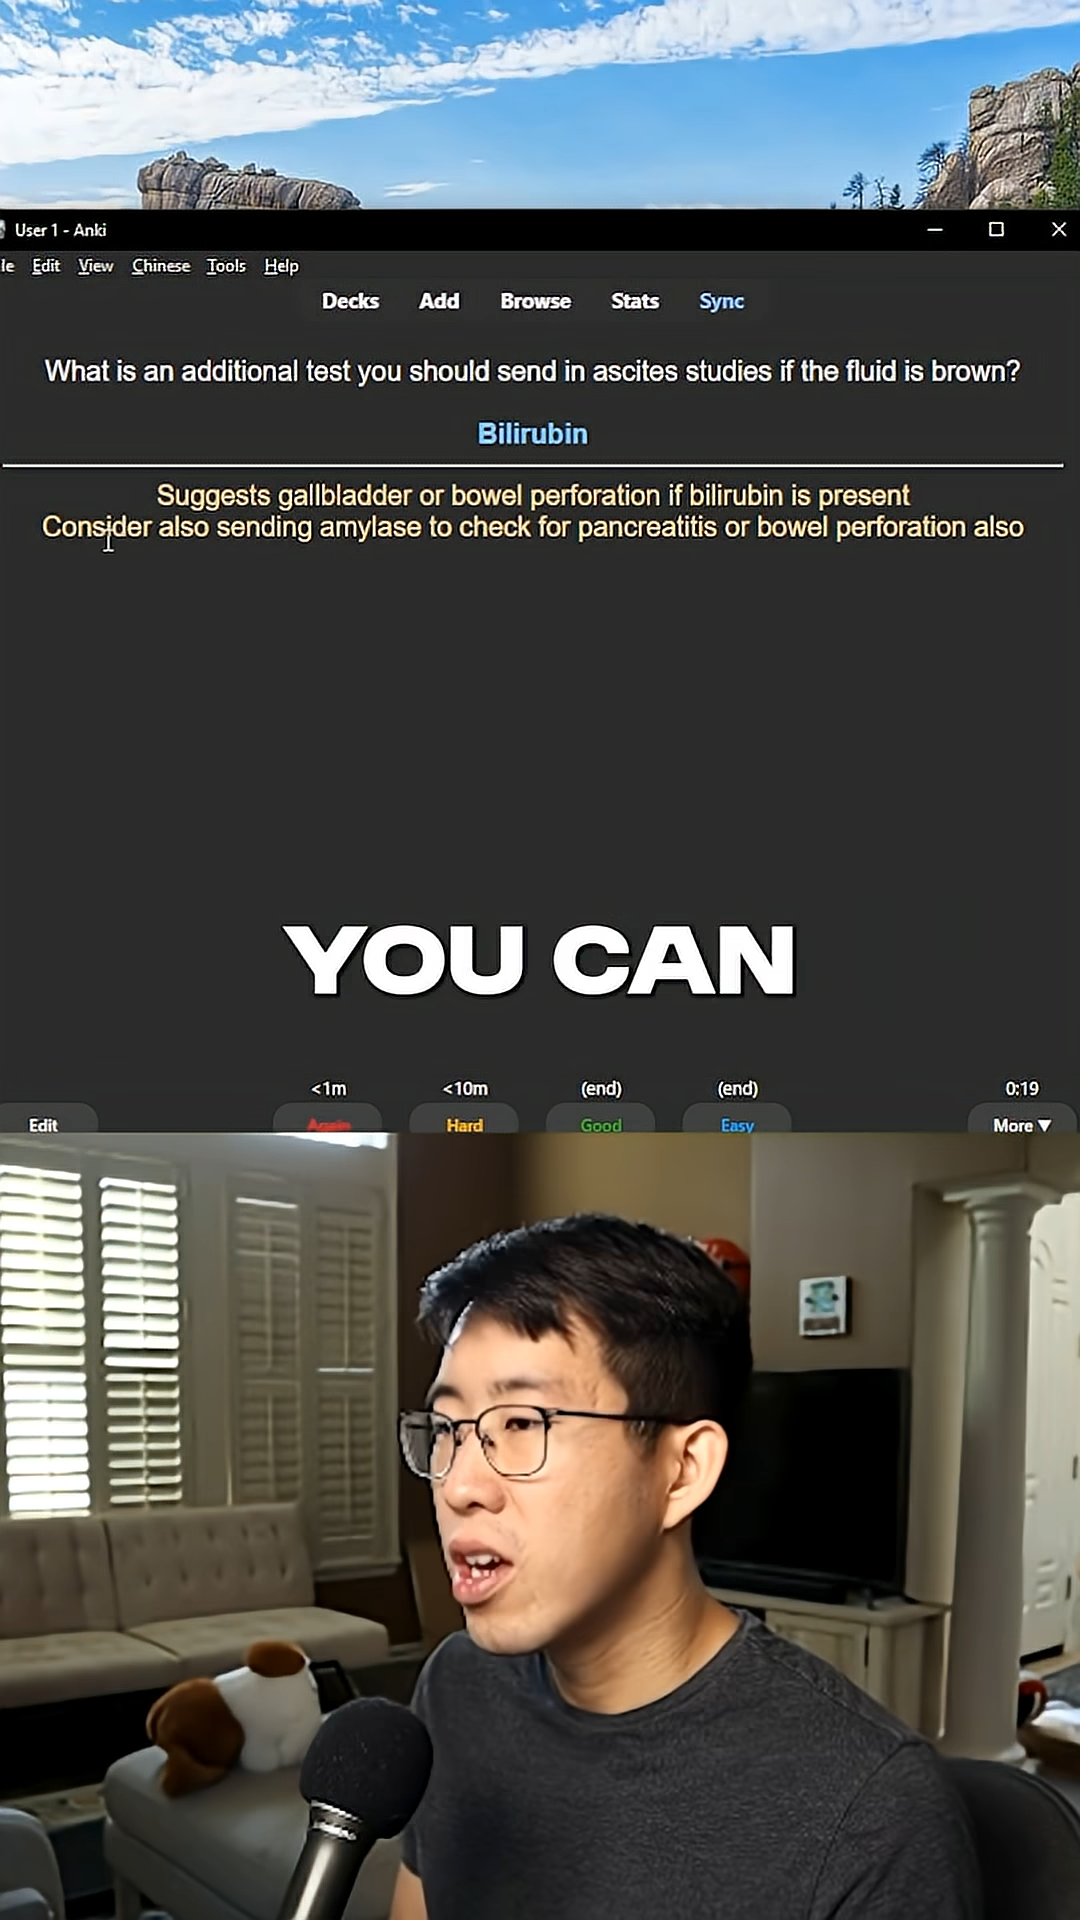 User 1 - Anki
le Edit View Chinese Tools Help
Decks Add Browse Stats Sync
What is an additional test you should send in ascites studies if the fluid is brown?
Bilirubin
Suggests gallbladder or bowel perforation if bilirubin is present
Consider also sending amylase to check for pancreatitis or bowel perforation also
YOU CAN
<1m <10m (end) (end) 0:19
Edit Again Hard Good Easy More ▼